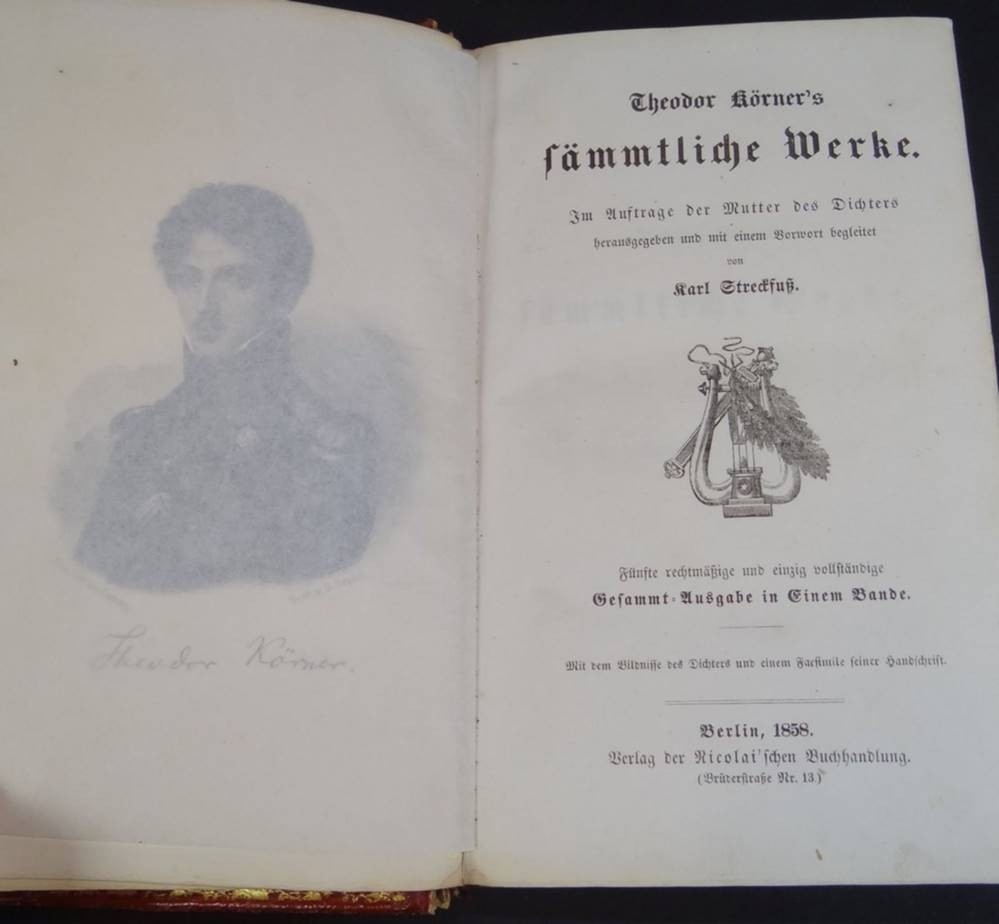 Theodor Körner.
Theodor Körner's
sämmtliche Werke.
Im Auftrage der Mutter des Dichters
herausgegeben und mit einem Vorwort begleitet
von
Karl Streckfuß.
Fünfte rechtmäßige und einzig vollständige
Gesammt-Ausgabe in Einem Bande.
Mit dem Bildnisse des Dichters und einem Facsimile seiner Handschrift.
Berlin, 1858.
Verlag der Nicolai'schen Buchhandlung.
(Brüderstraße Nr. 13)